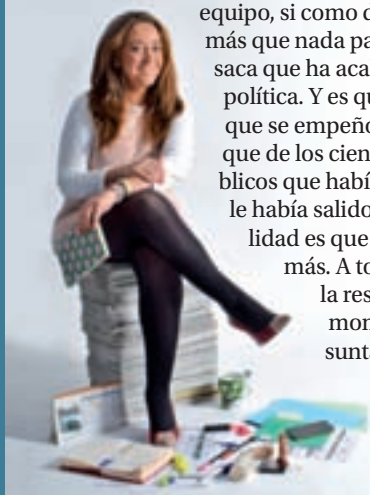 equipo, si como c
más que nada pa
saca que ha aca
política. Y es qu
que se empeño
que de los cien
blicos que habí
le había salido
lidad es que
más. A to
la res
mon
sunt